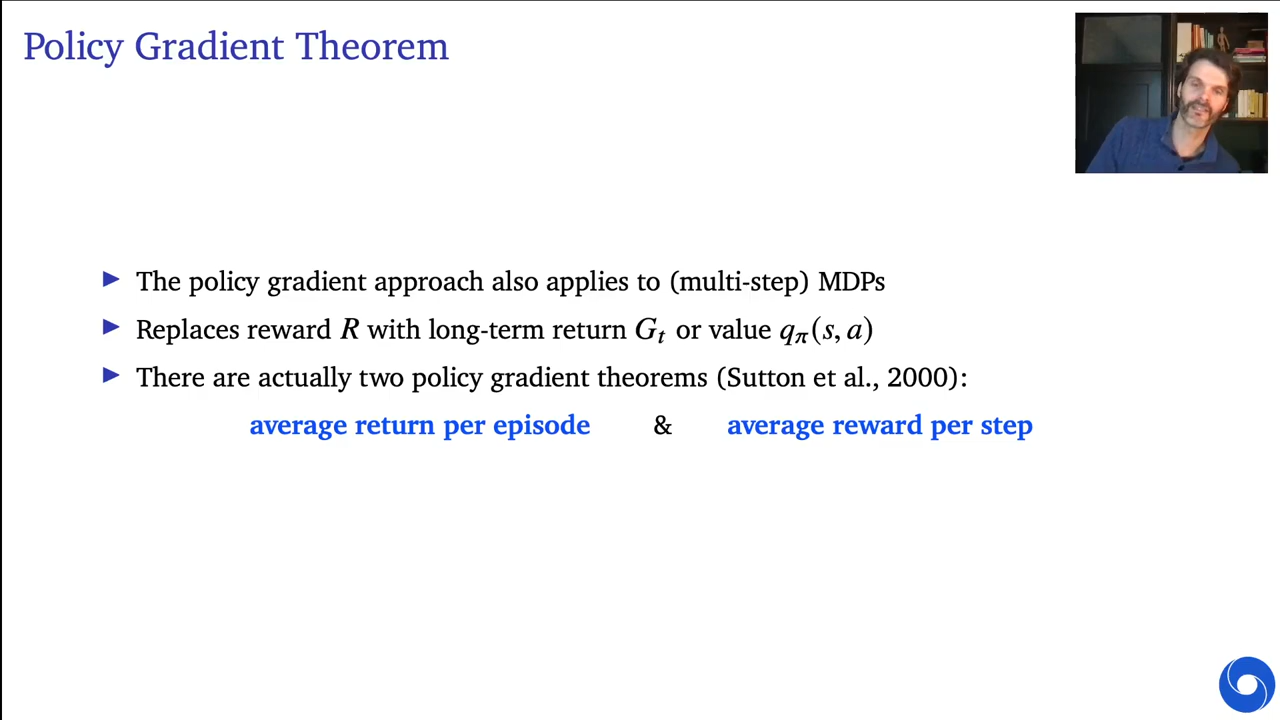 Policy Gradient Theorem
▶ The policy gradient approach also applies to (multi-step) MDPs
▶ Replaces reward R with long-term return Gₜ or value qπ(s, a)
▶ There are actually two policy gradient theorems (Sutton et al., 2000):
average return per episode & average reward per step